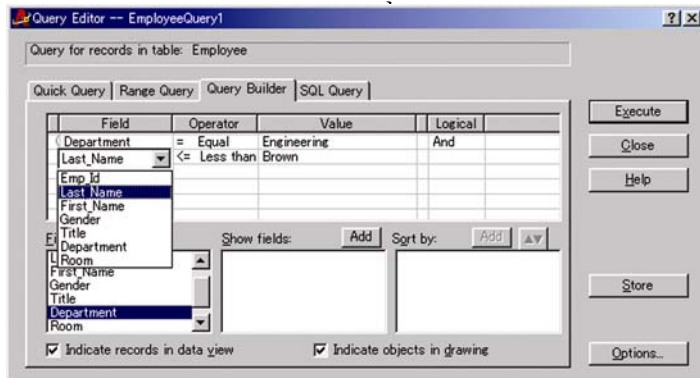 Query Editor -- EmployeeQuery1
Query for records in table: Employee
Quick Query Range Query Query Builder SQL Query
Field Operator Value Logical
( Department = Equal Engineering And
Last_Name <= Less than Brown
Emp_Id
Last_Name
First_Name
Gender
Title
Department
Room
Show fields: Add Sort by: Add
First_Name
Gender
Title
Department
Room
Indicate records in data view Indicate objects in drawing
Execute
Close
Help
Store
Options...